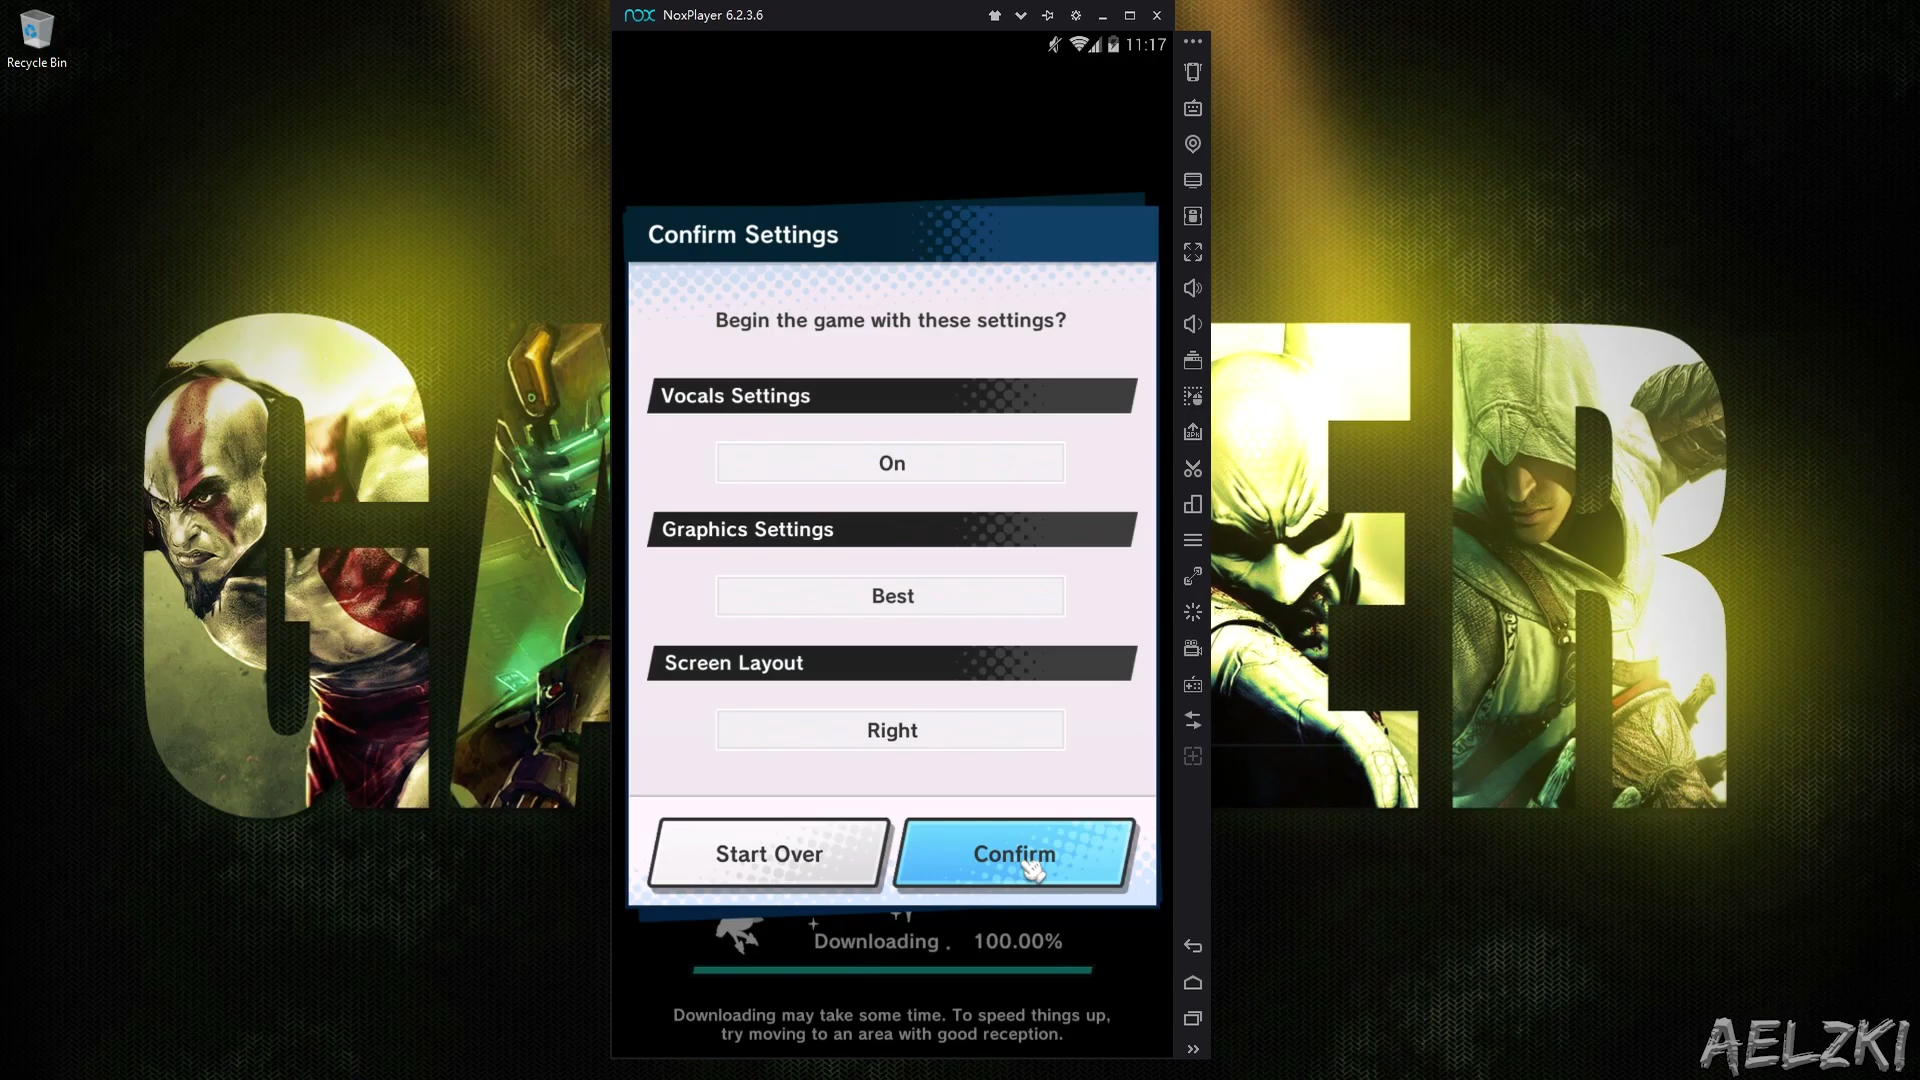 nox NoxPlayer 6.2.3.6
Recycle Bin
11:17
Confirm Settings
Begin the game with these settings?
Vocals Settings
On
Graphics Settings
Best
Screen Layout
Right
Start Over
Confirm
Downloading . 100.00%
Downloading may take some time. To speed things up,
try moving to an area with good reception.
AELZKI